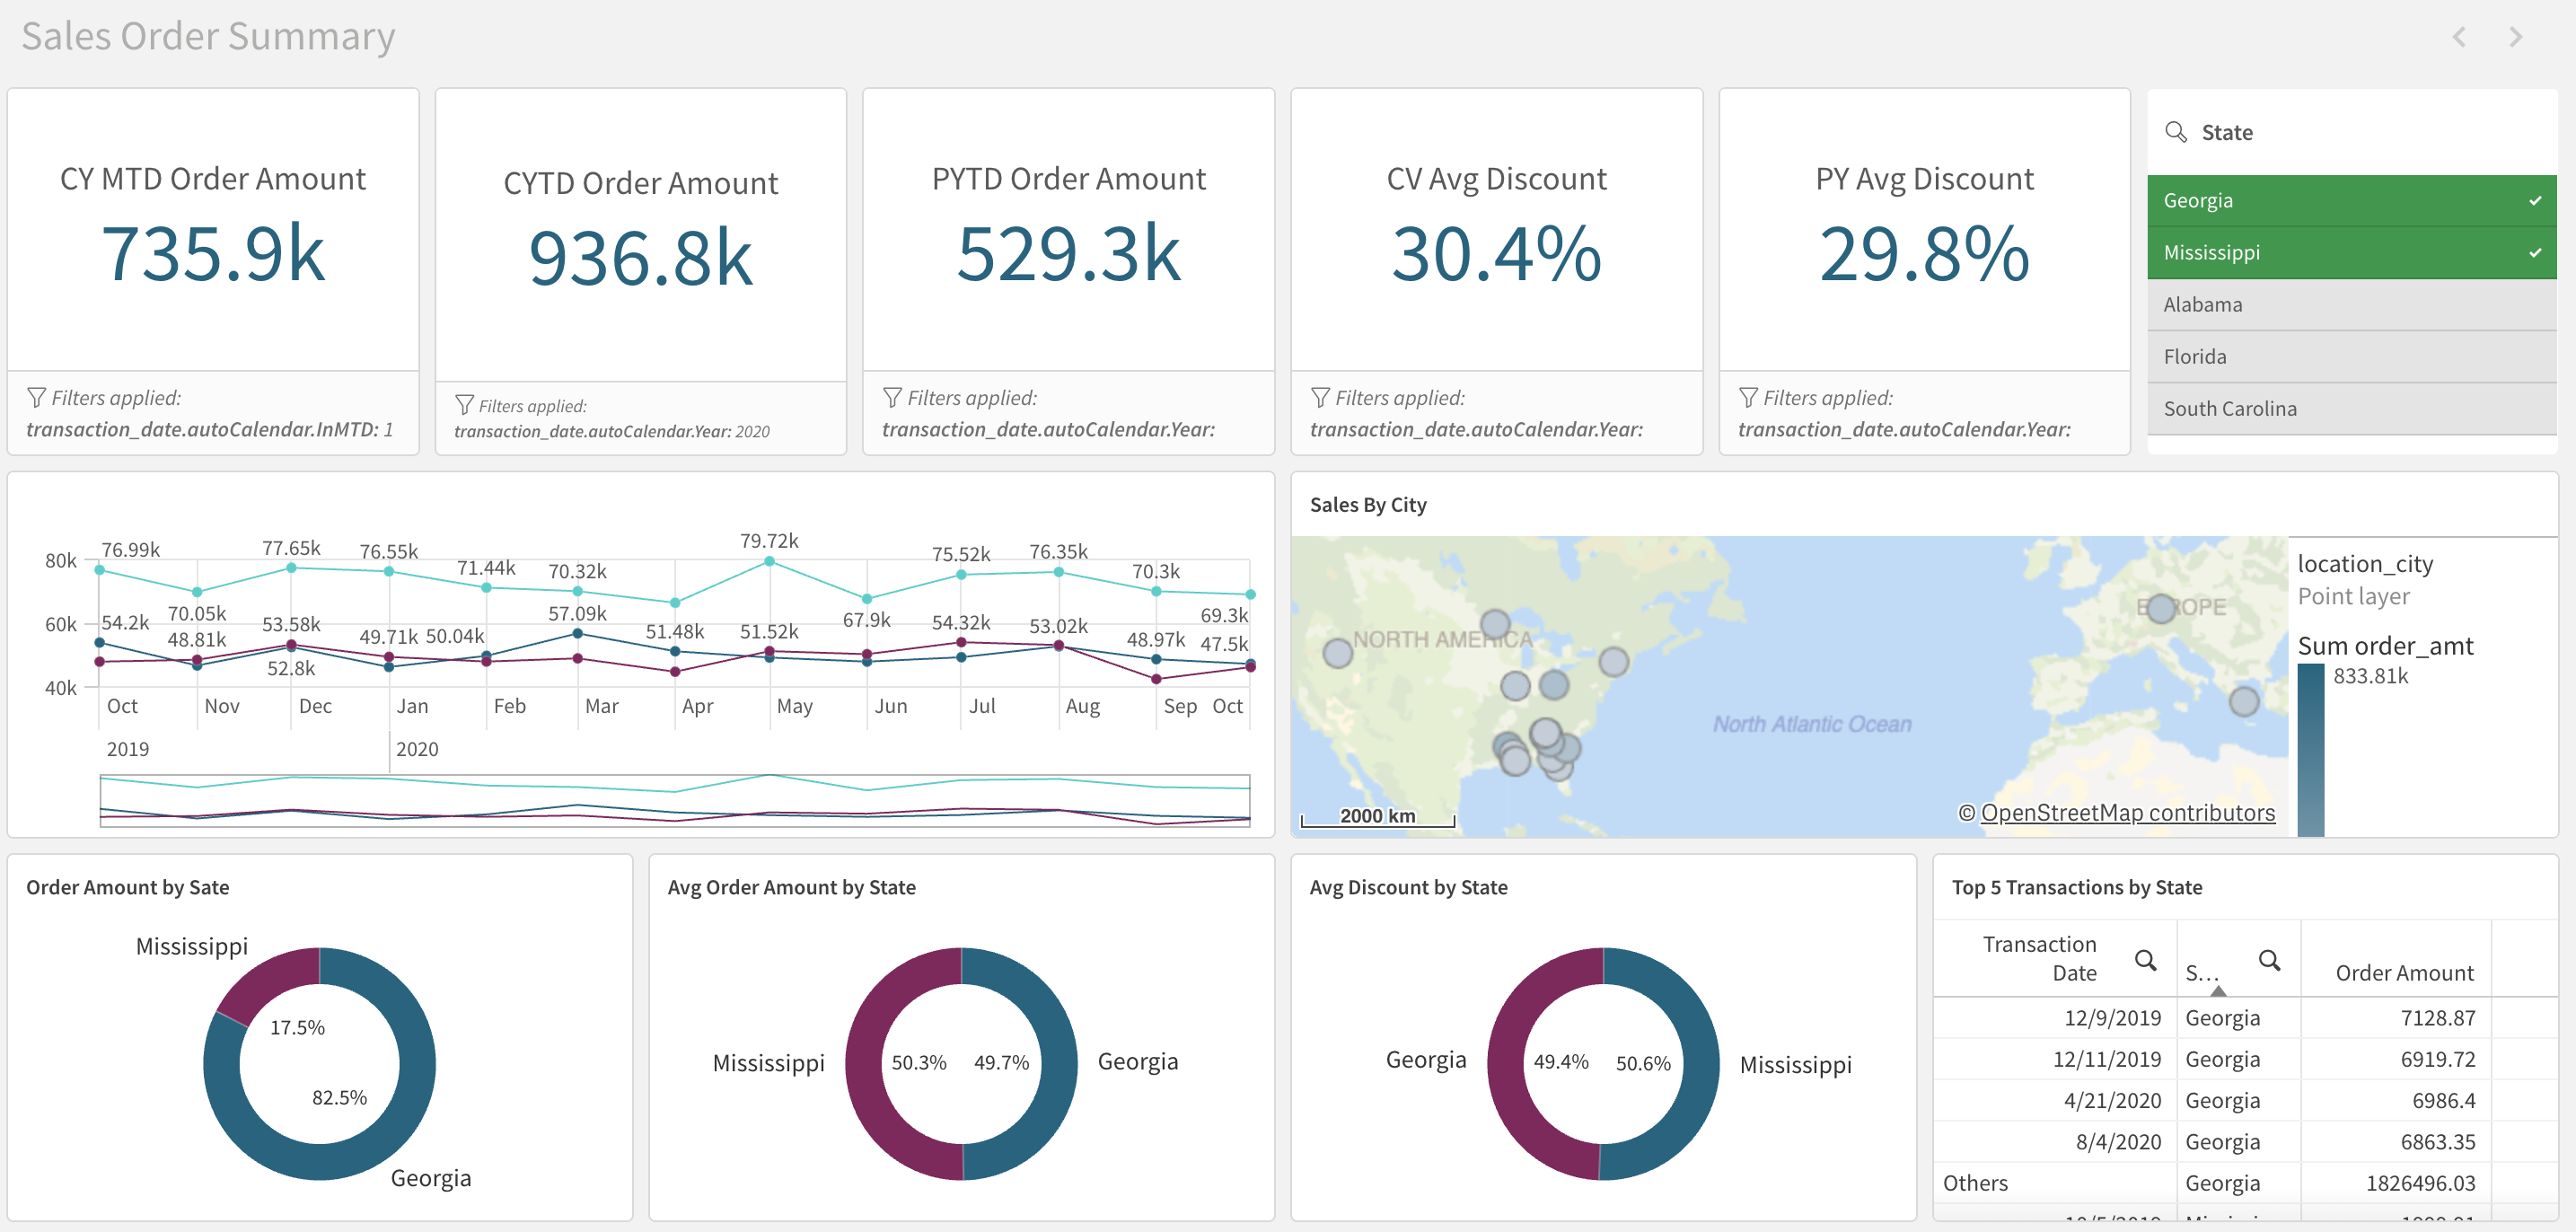 Sales Order Summary
CY MTD Order Amount
735.9k
Filters applied:
transaction_date.autoCalendar.InMTD: 1
CYTD Order Amount
936.8k
Filters applied:
transaction_date.autoCalendar.Year: 2020
PYTD Order Amount
529.3k
Filters applied:
transaction_date.autoCalendar.Year:
CV Avg Discount
30.4%
Filters applied:
transaction_date.autoCalendar.Year:
PY Avg Discount
29.8%
Filters applied:
transaction_date.autoCalendar.Year:
State
Georgia
Mississippi
Alabama
Florida
South Carolina
80k
60k
40k
76.99k
70.05k
77.65k
76.55k
71.44k
70.32k
79.72k
67.9k
75.52k
76.35k
70.3k
69.3k
54.2k
48.81k
53.58k
52.8k
49.71k
50.04k
57.09k
51.48k
51.52k
54.32k
53.02k
48.97k
47.5k
Oct Nov Dec Jan Feb Mar Apr May Jun Jul Aug Sep Oct
2019 2020
Sales By City
NORTH AMERICA
North Atlantic Ocean
2000 km
© OpenStreetMap contributors
location_city
Point layer
Sum order_amt
833.81k
Order Amount by Sate
Mississippi
17.5%
82.5%
Georgia
Avg Order Amount by State
Mississippi
50.3%
49.7%
Georgia
Avg Discount by State
Georgia
49.4%
50.6%
Mississippi
Top 5 Transactions by State
Transaction
Date
S...
Order Amount
12/9/2019 Georgia 7128.87
12/11/2019 Georgia 6919.72
4/21/2020 Georgia 6986.4
8/4/2020 Georgia 6863.35
Others Georgia 1826496.03